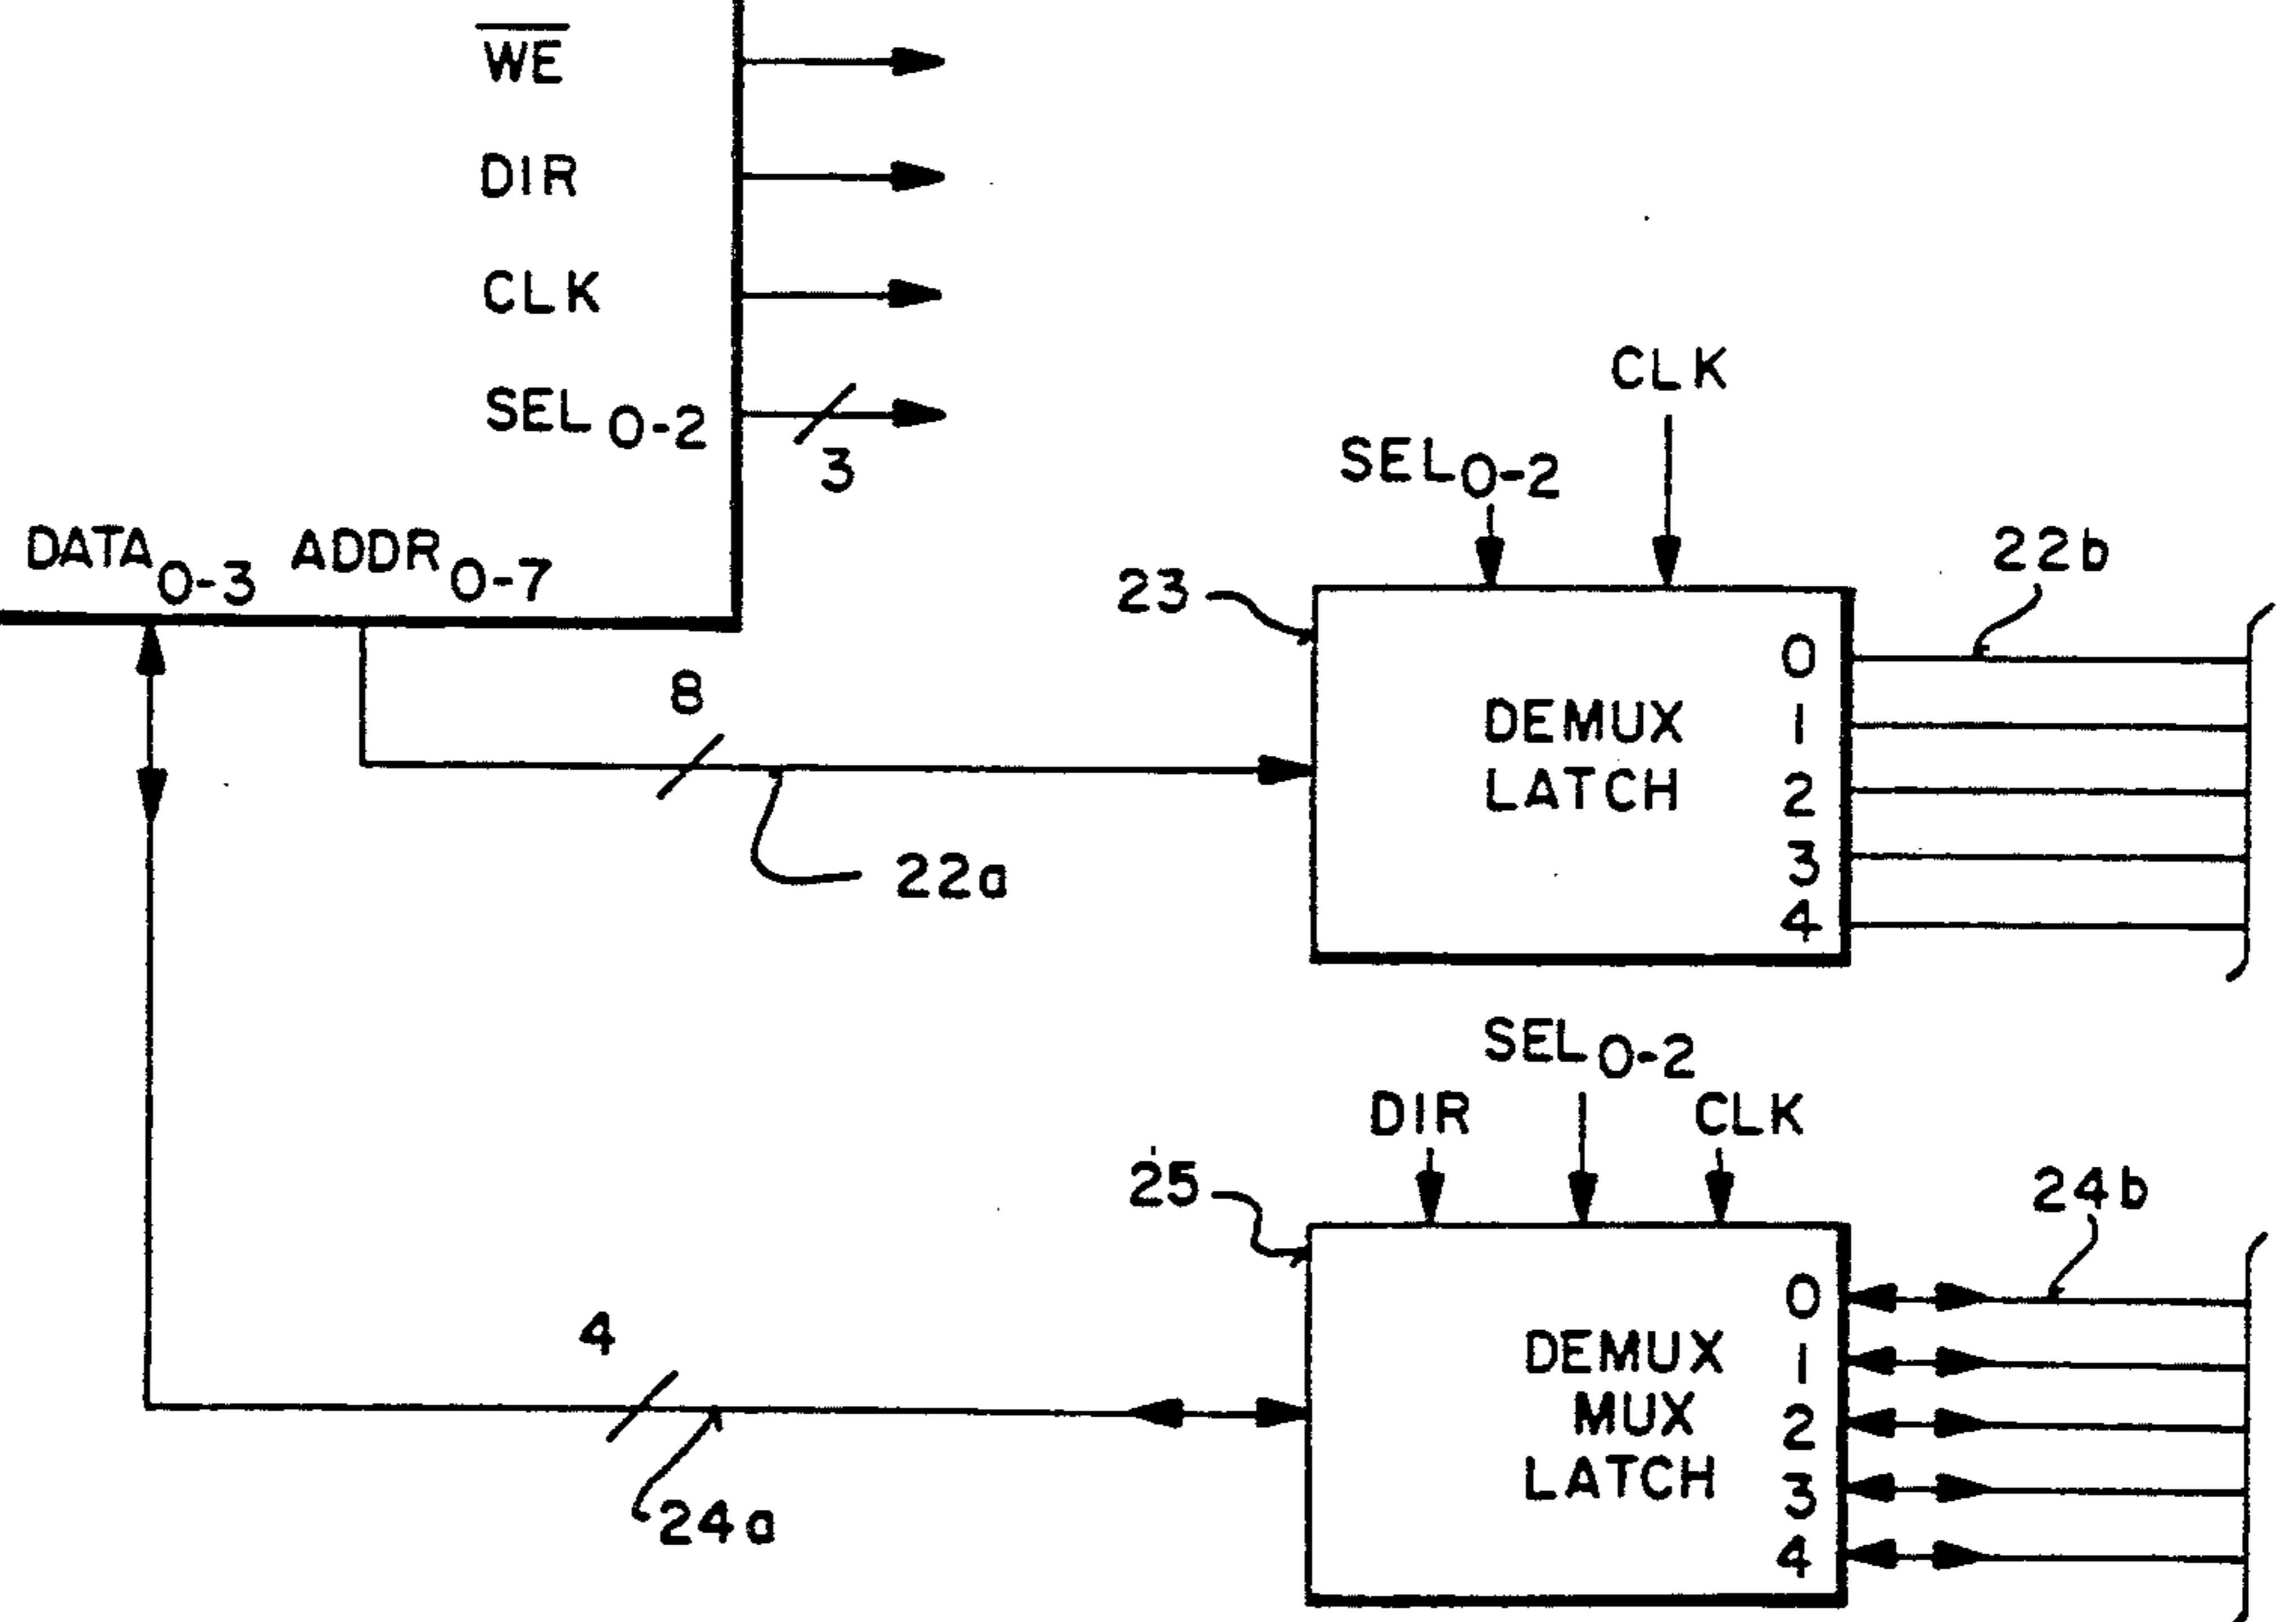 WE
DIR
CLK
SEL0-2
3
DATA0-3 ADDR0-7
8
22a
CLK
SEL0-2
23
22b
DEMUX
LATCH
0
1
2
3
4
SEL0-2
DIR CLK
25
24b
4
24a
DEMUX
MUX
LATCH
0
1
2
3
4